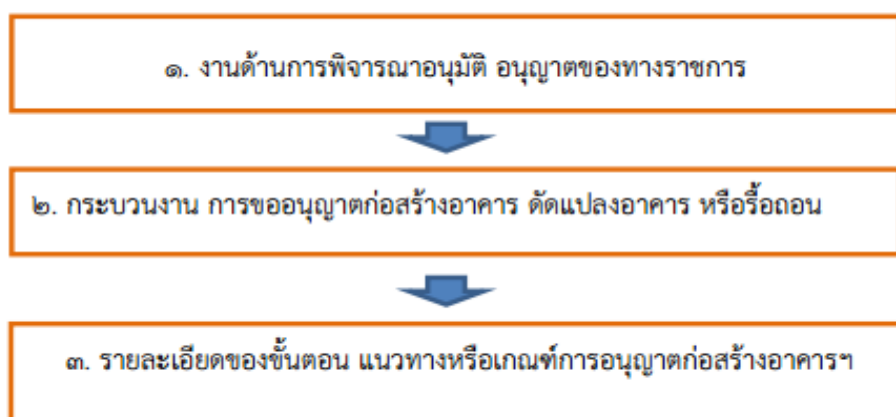 ๑. งานด้านการพิจารณาอนุมัติ อนุญาตของทางราชการ
๒. กระบวนงาน การขออนุญาตก่อสร้างอาคาร ดัดแปลงอาคาร หรือรื้อถอน
๓. รายละเอียดของขั้นตอน แนวทางหรือเกณฑ์การอนุญาตก่อสร้างอาคารฯ